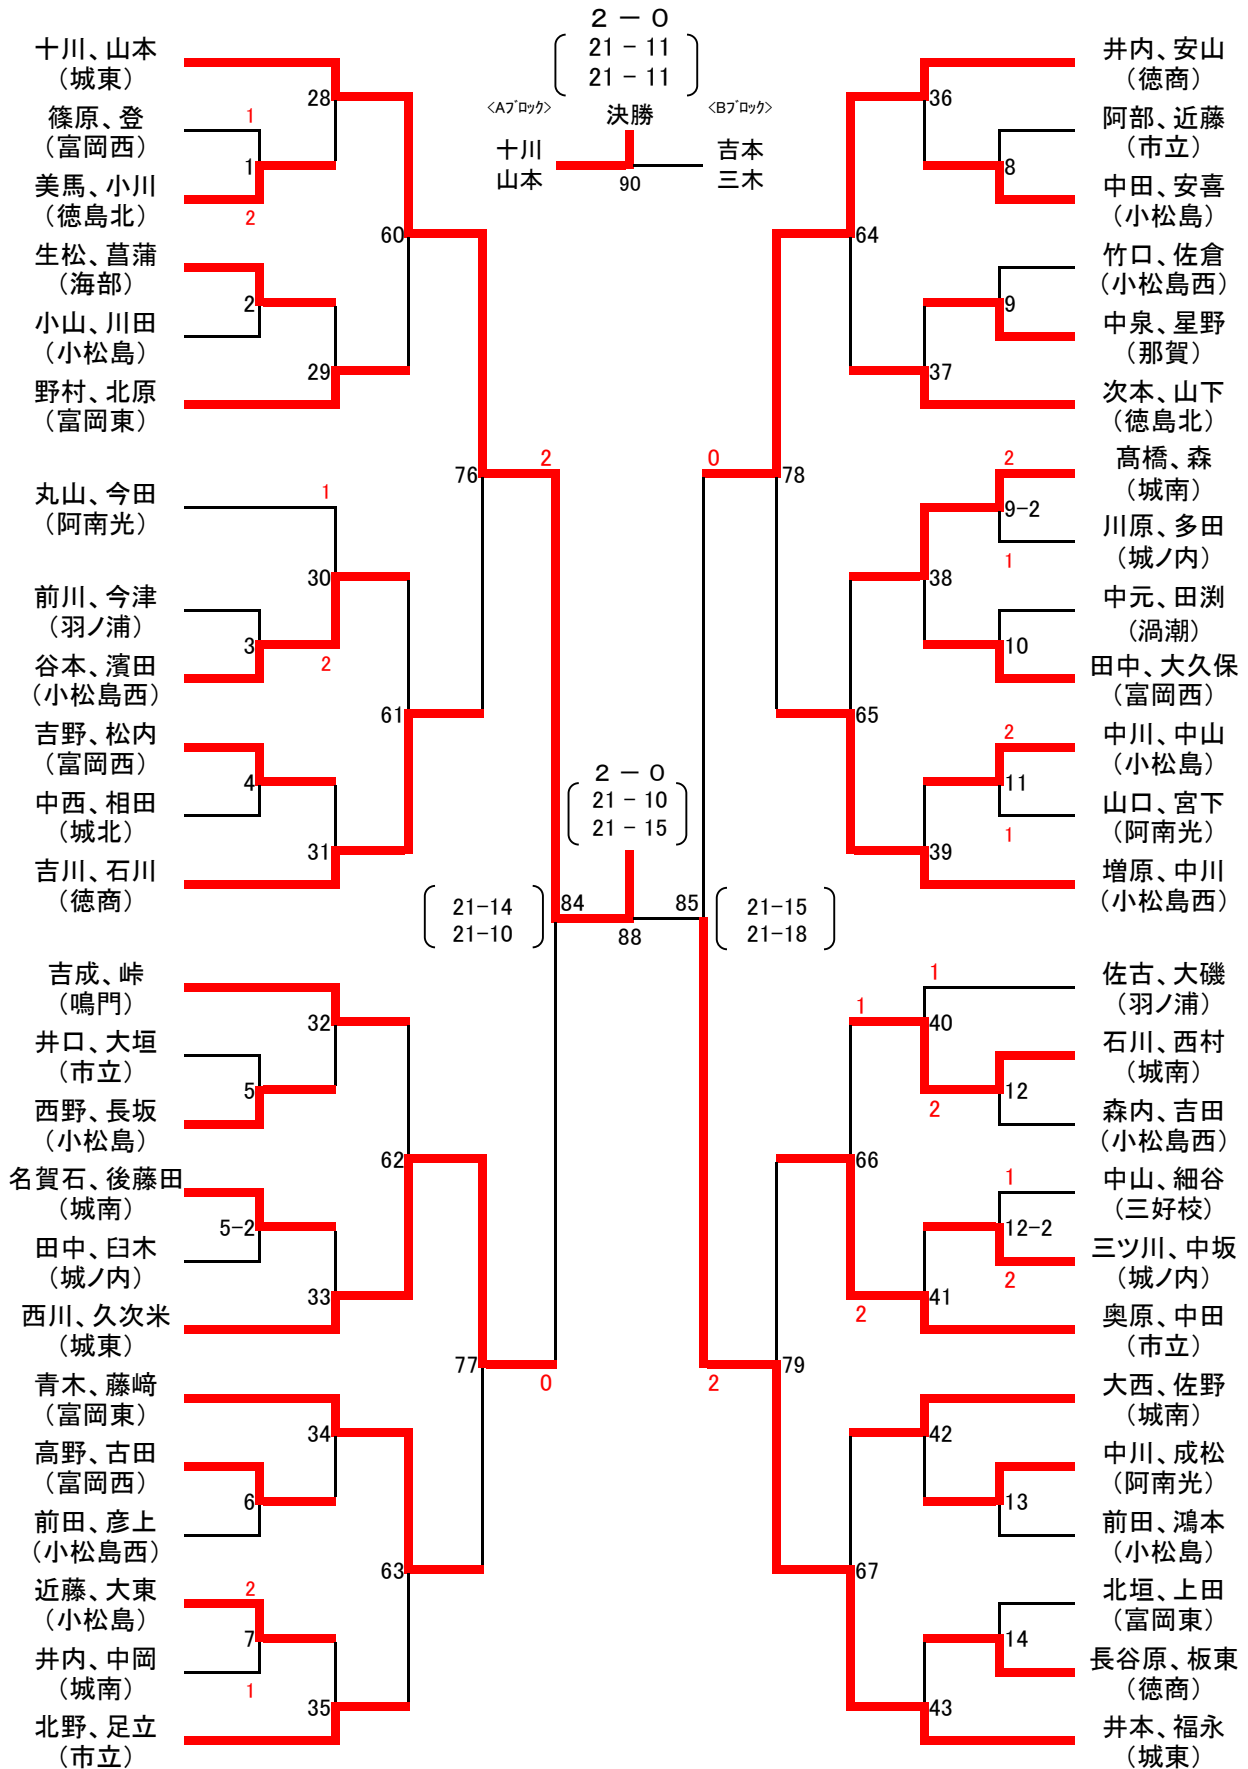 2 － 0
21 － 11
21 － 11
<Aブロック>
決勝
<Bブロック>
十川
山本
90
吉本
三木
十川、山本
（城東）
28
1
篠原、登
（富岡西）
1
美馬、小川
（徳島北）
2
60
生松、菖蒲
（海部）
2
小山、川田
（小松島）
29
野村、北原
（富岡東）
76
2
丸山、今田
（阿南光）
1
30
前川、今津
（羽ノ浦）
3
谷本、濱田
（小松島西）
2
61
吉野、松内
（富岡西）
4
中西、相田
（城北）
31
吉川、石川
（徳商）
2 － 0
21 － 10
21 － 15
21-14
21-10
84
88
85
21-15
21-18
吉成、峠
（鳴門）
32
井口、大垣
（市立）
5
西野、長坂
（小松島）
62
名賀石、後藤田
（城南）
5-2
田中、臼木
（城ノ内）
33
西川、久次米
（城東）
77
0
青木、藤﨑
（富岡東）
34
高野、古田
（富岡西）
6
前田、彦上
（小松島西）
63
近藤、大東
（小松島）
2
7
井内、中岡
（城南）
1
35
北野、足立
（市立）
井内、安山
（徳商）
36
阿部、近藤
（市立）
8
中田、安喜
（小松島）
64
竹口、佐倉
（小松島西）
9
中泉、星野
（那賀）
37
次本、山下
（徳島北）
0
78
2
髙橋、森
（城南）
9-2
川原、多田
（城ノ内）
1
38
中元、田渕
（渦潮）
10
田中、大久保
（富岡西）
65
2
中川、中山
（小松島）
11
山口、宮下
（阿南光）
1
39
増原、中川
（小松島西）
1
佐古、大磯
（羽ノ浦）
1
40
石川、西村
（城南）
2
12
森内、吉田
（小松島西）
66
1
中山、細谷
（三好校）
12-2
三ツ川、中坂
（城ノ内）
2
2
41
奥原、中田
（市立）
79
2
大西、佐野
（城南）
42
中川、成松
（阿南光）
13
前田、鴻本
（小松島）
67
北垣、上田
（富岡東）
14
長谷原、板東
（徳商）
43
井本、福永
（城東）